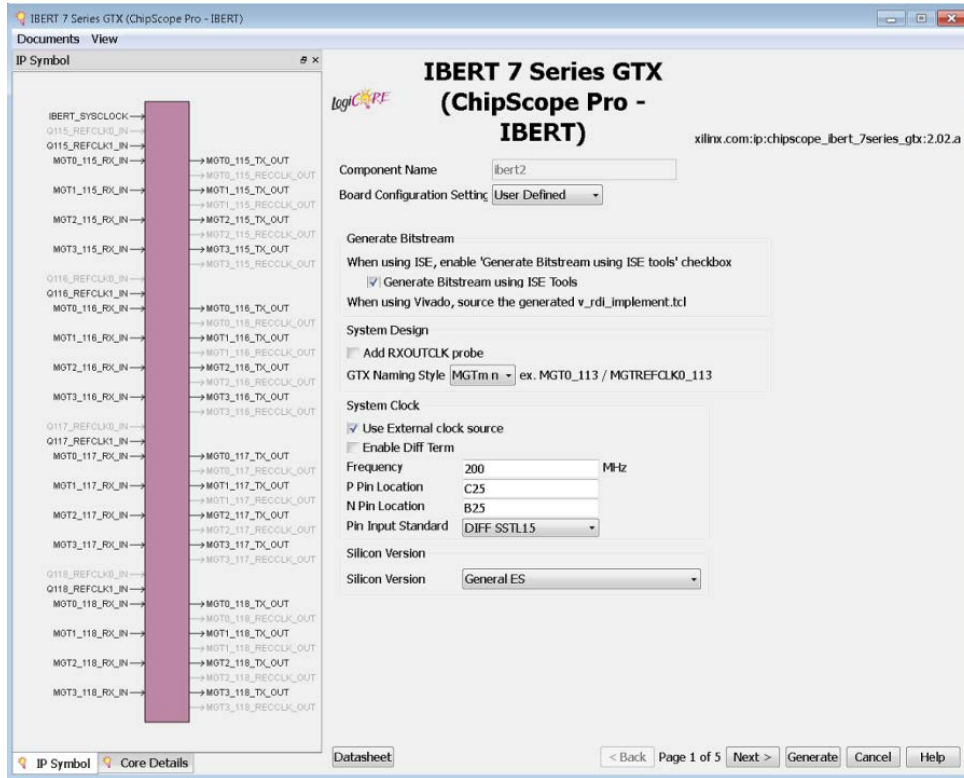 IBERT 7 Series GTX (ChipScope Pro - IBERT)
Documents View
IP Symbol
IBERT_SYSCLOCK
Q115_REFCLK0_IN
Q115_REFCLK1_IN
MGT0_115_RX_IN
MGT0_115_TX_OUT
MGT0_115_RECCLK_OUT
MGT1_115_RX_IN
MGT1_115_TX_OUT
MGT1_115_RECCLK_OUT
MGT2_115_RX_IN
MGT2_115_TX_OUT
MGT2_115_RECCLK_OUT
MGT3_115_RX_IN
MGT3_115_TX_OUT
MGT3_115_RECCLK_OUT
Q116_REFCLK0_IN
Q116_REFCLK1_IN
MGT0_116_RX_IN
MGT0_116_TX_OUT
MGT0_116_RECCLK_OUT
MGT1_116_RX_IN
MGT1_116_TX_OUT
MGT1_116_RECCLK_OUT
MGT2_116_RX_IN
MGT2_116_TX_OUT
MGT2_116_RECCLK_OUT
MGT3_116_RX_IN
MGT3_116_TX_OUT
MGT3_116_RECCLK_OUT
Q117_REFCLK0_IN
Q117_REFCLK1_IN
MGT0_117_RX_IN
MGT0_117_TX_OUT
MGT0_117_RECCLK_OUT
MGT1_117_RX_IN
MGT1_117_TX_OUT
MGT1_117_RECCLK_OUT
MGT2_117_RX_IN
MGT2_117_TX_OUT
MGT2_117_RECCLK_OUT
MGT3_117_RX_IN
MGT3_117_TX_OUT
MGT3_117_RECCLK_OUT
Q118_REFCLK0_IN
Q118_REFCLK1_IN
MGT0_118_RX_IN
MGT0_118_TX_OUT
MGT0_118_RECCLK_OUT
MGT1_118_RX_IN
MGT1_118_TX_OUT
MGT1_118_RECCLK_OUT
MGT2_118_RX_IN
MGT2_118_TX_OUT
MGT2_118_RECCLK_OUT
MGT3_118_RX_IN
MGT3_118_TX_OUT
MGT3_118_RECCLK_OUT
IP Symbol Core Details
logiCORE
IBERT 7 Series GTX
(ChipScope Pro -
IBERT)
xilinx.com:ip:chipscope_ibert_7series_gtx:2.02.a
Component Name ibert2
Board Configuration Setting User Defined
Generate Bitstream
When using ISE, enable 'Generate Bitstream using ISE tools' checkbox
Generate Bitstream using ISE Tools
When using Vivado, source the generated v_rdi_implement.tcl
System Design
Add RXOUTCLK probe
GTX Naming Style MGTm n ex. MGT0_113 / MGTREFCLK0_113
System Clock
Use External clock source
Enable Diff Term
Frequency 200 MHz
P Pin Location C25
N Pin Location B25
Pin Input Standard DIFF SSTL15
Silicon Version
Silicon Version General ES
Datasheet < Back Page 1 of 5 Next > Generate Cancel Help